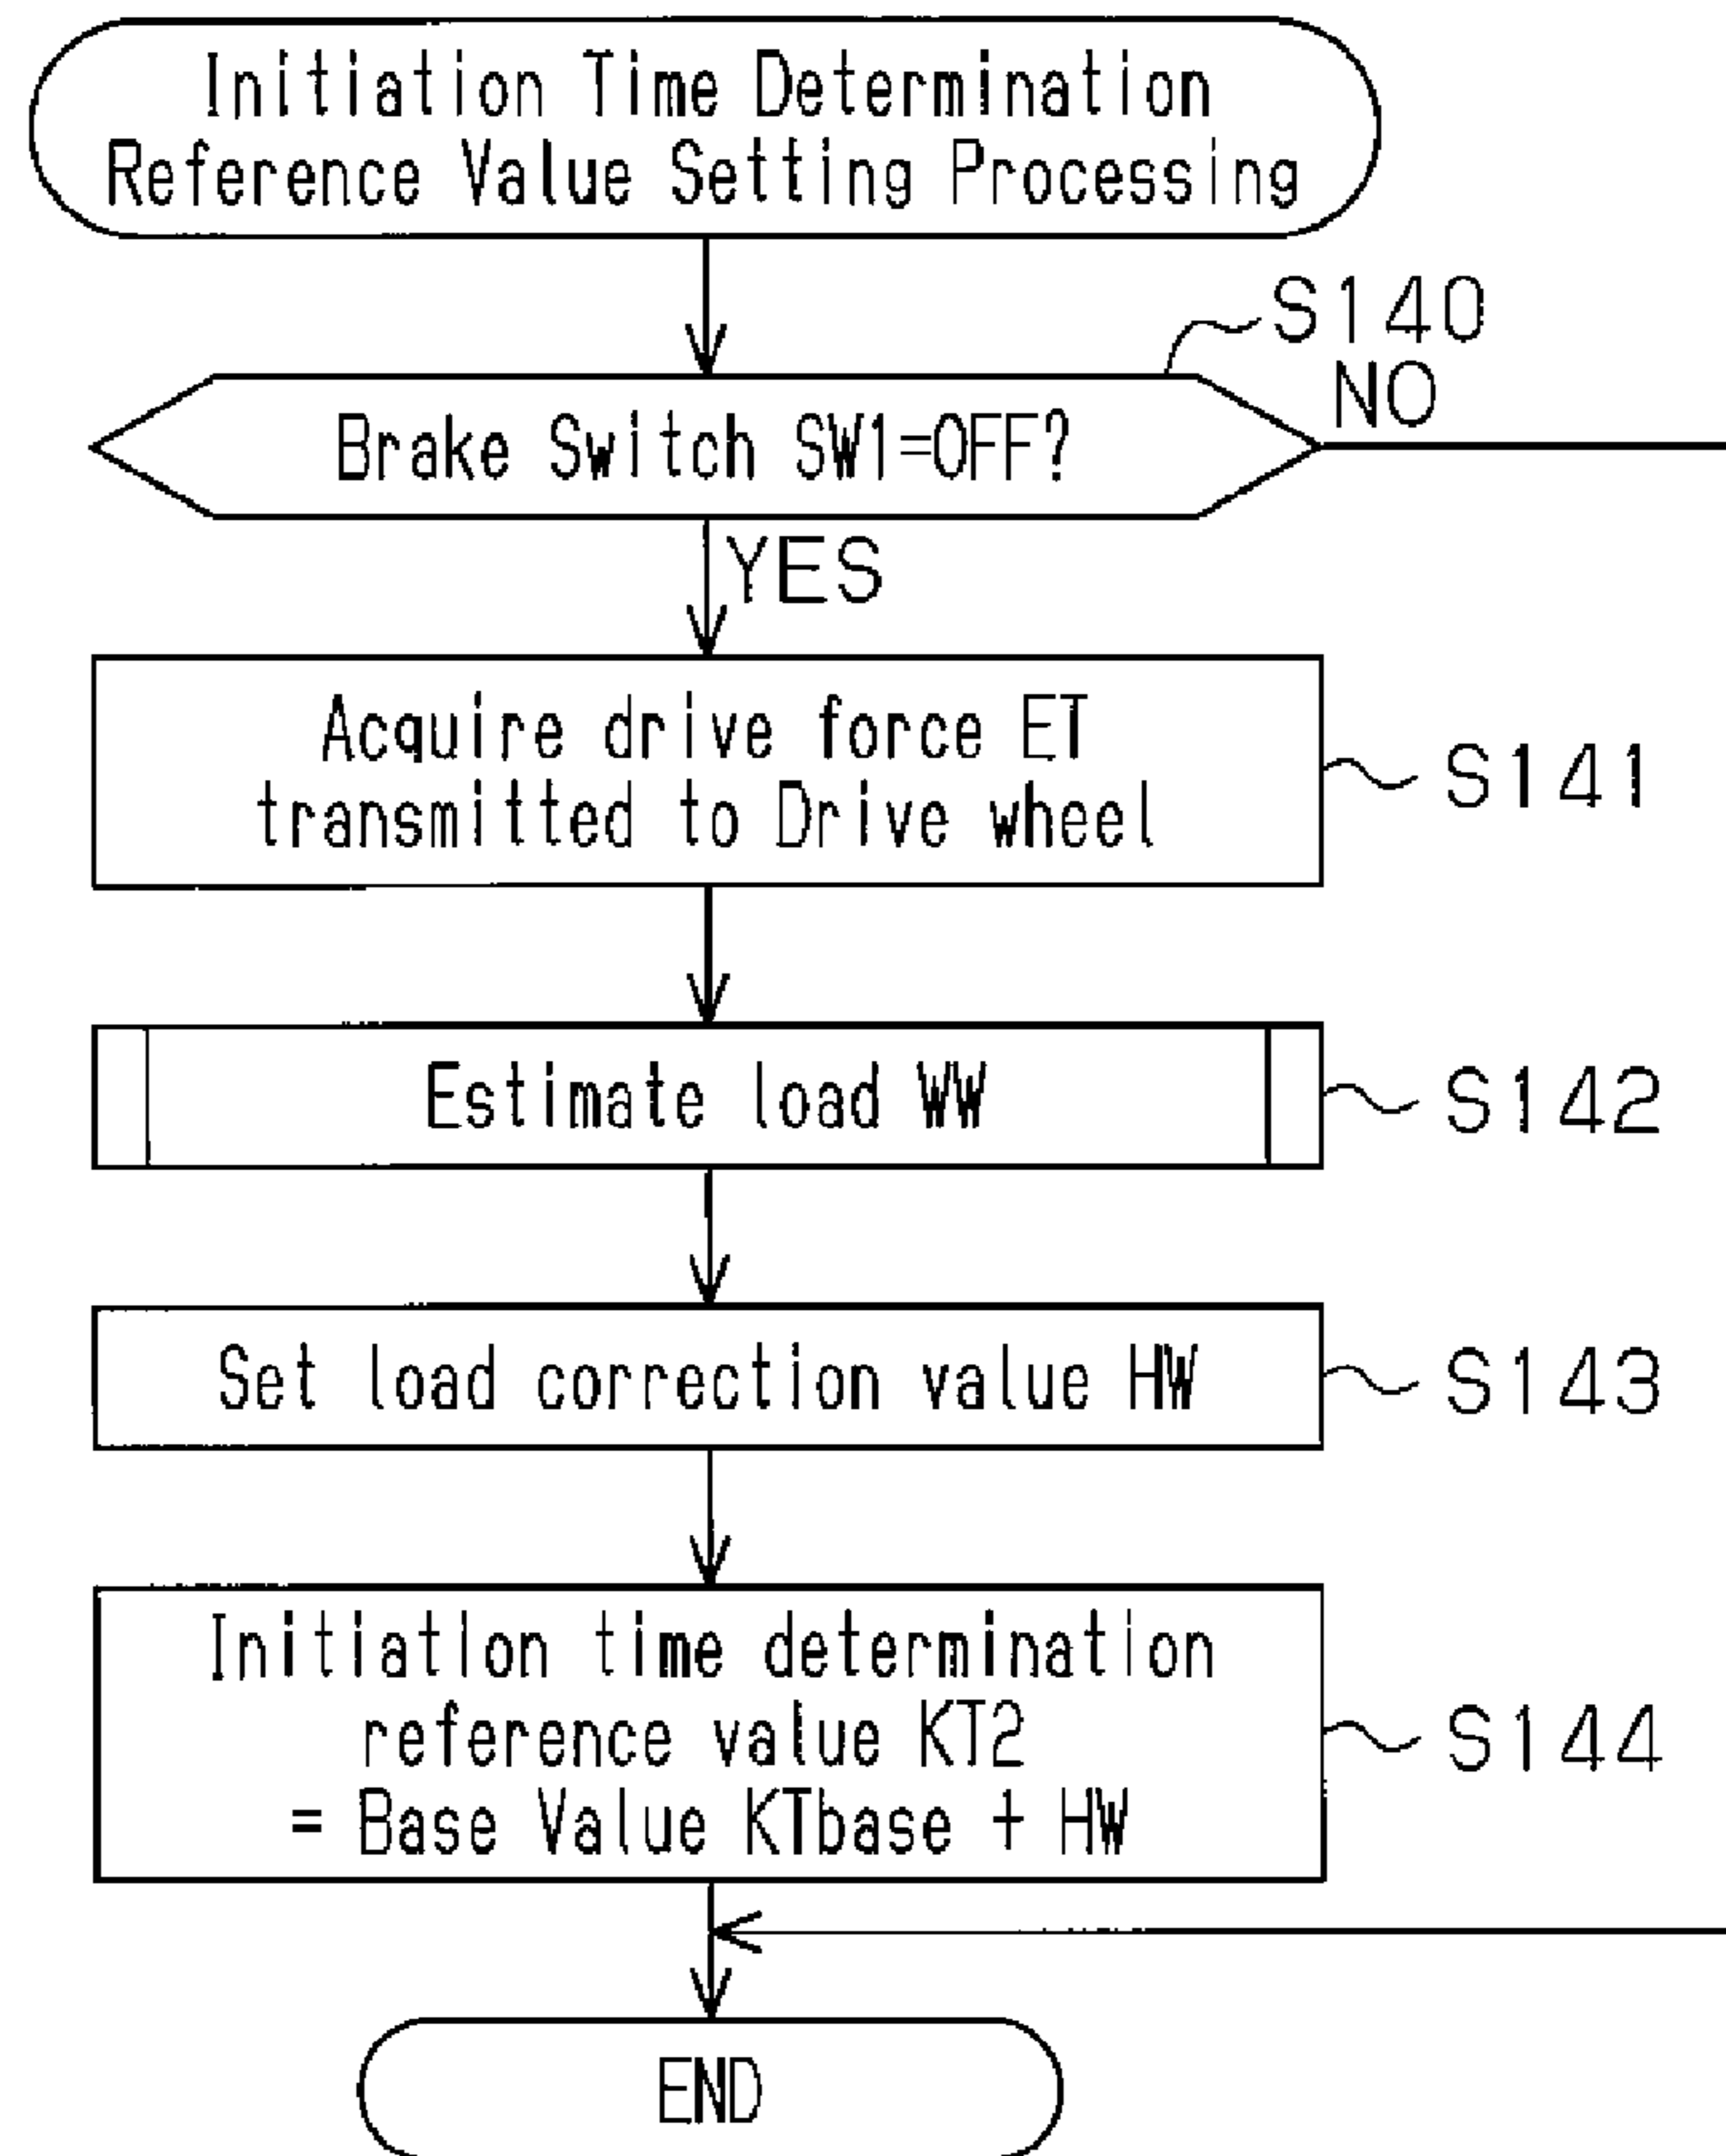 Initiation Time Determination
Reference Value Setting Processing
S140
NO
Brake Switch SW1=OFF?
YES
Acquire drive force ET
transmitted to Drive wheel
S141
Estimate load WW
S142
Set load correction value HW
S143
Initiation time determination
reference value KT2
= Base Value KTbase + HW
S144
END